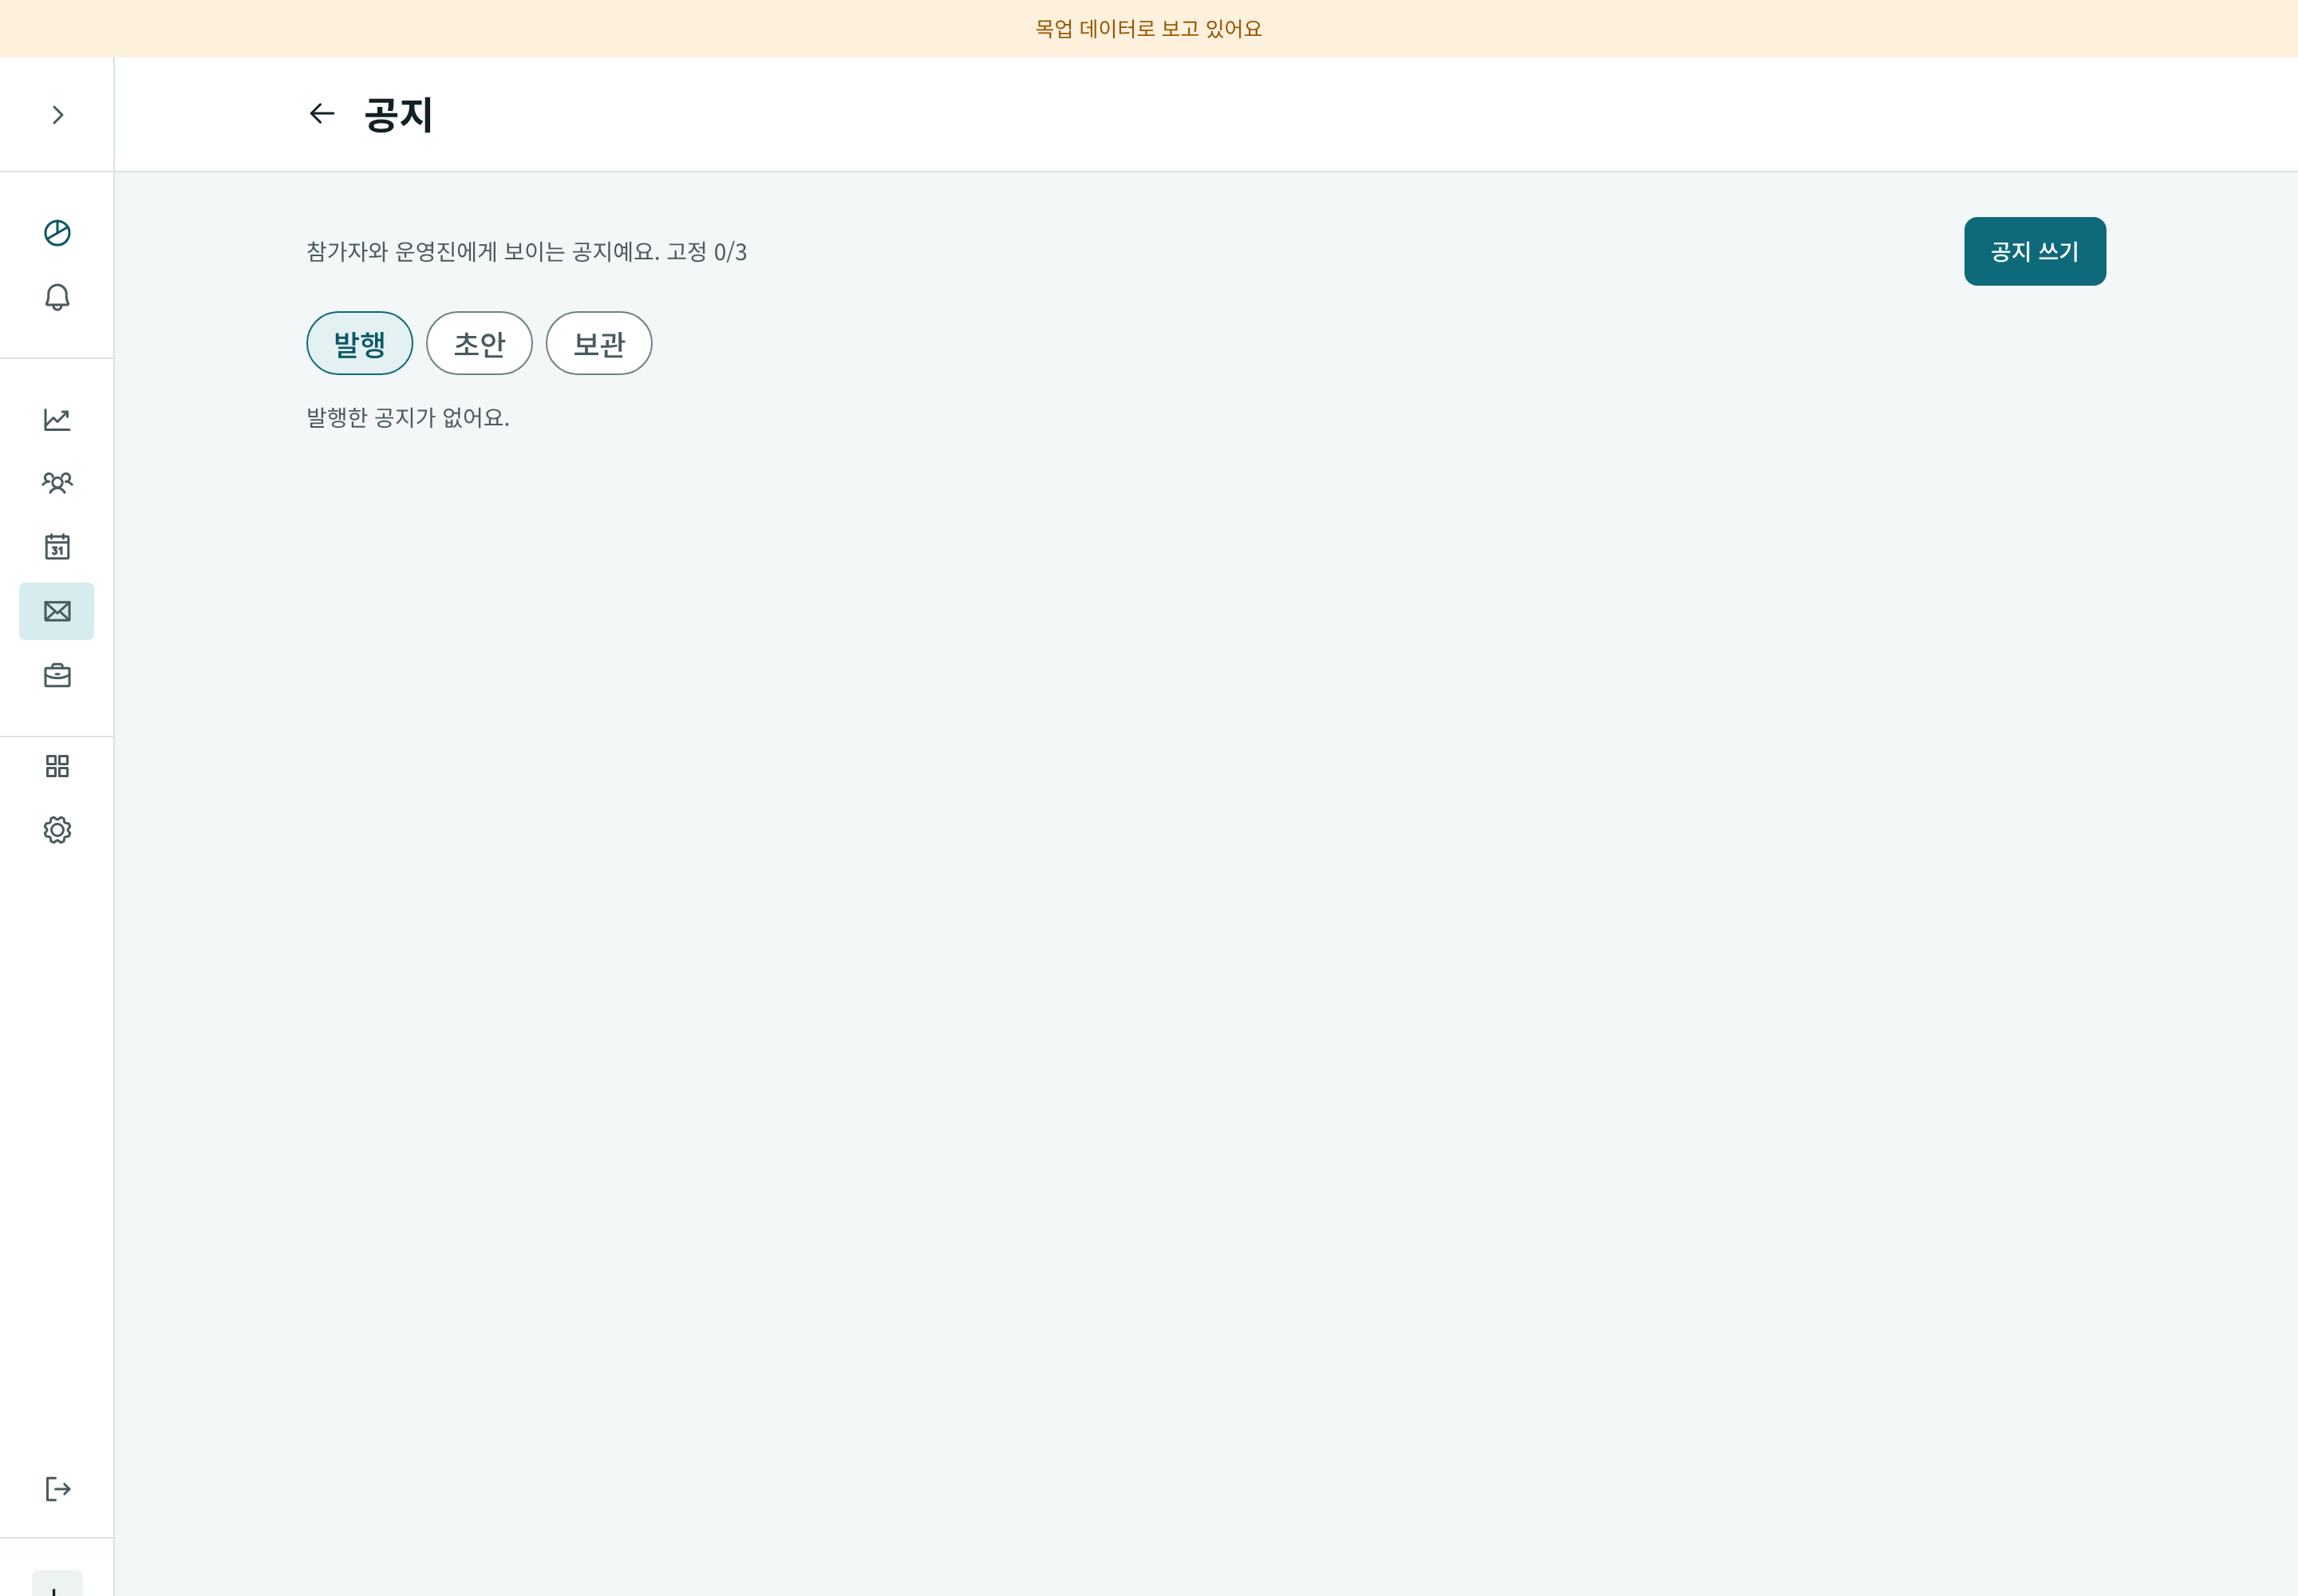 목업 데이터로 보고 있어요
공지
참가자와 운영진에게 보이는 공지예요. 고정 0/3
공지 쓰기
발행
초안
보관
발행한 공지가 없어요.
31